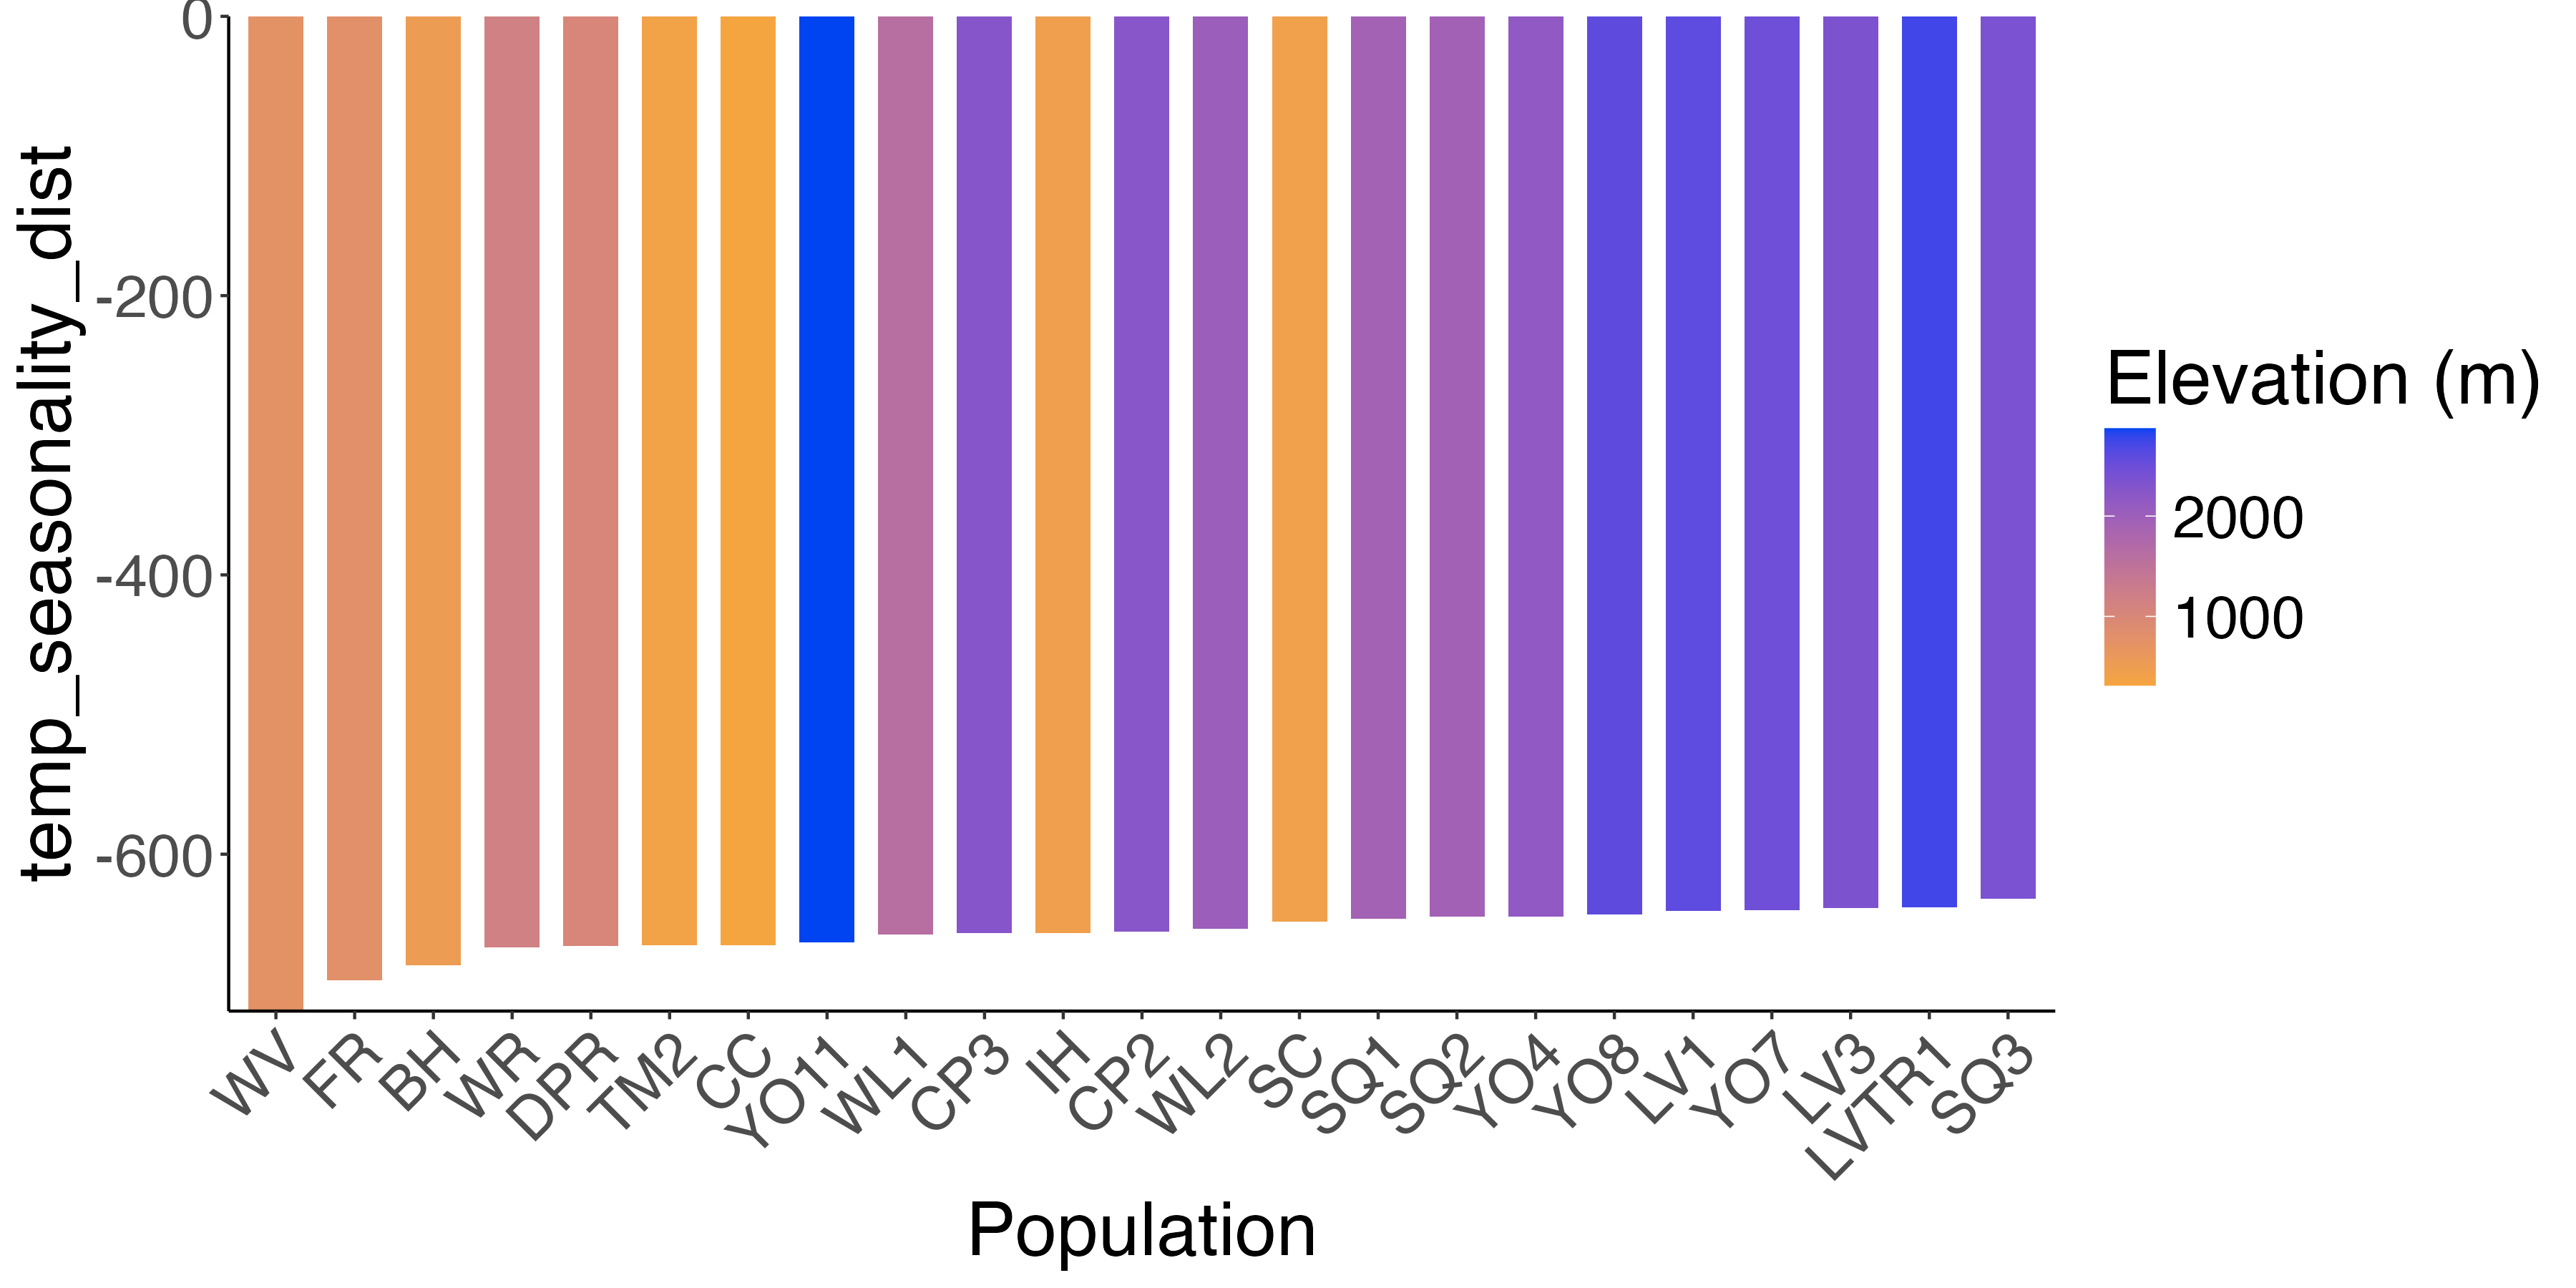 temp_seasonality_dist
0
-200
-400
-600
WV
FR
BH
WR
DPR
TM2
CC
YO11
WL1
CP3
IH
CP2
WL2
SC
SQ1
SQ2
YO4
YO8
LV1
YO7
LV3
LVTR1
SQ3
Population
Elevation (m)
2000
1000